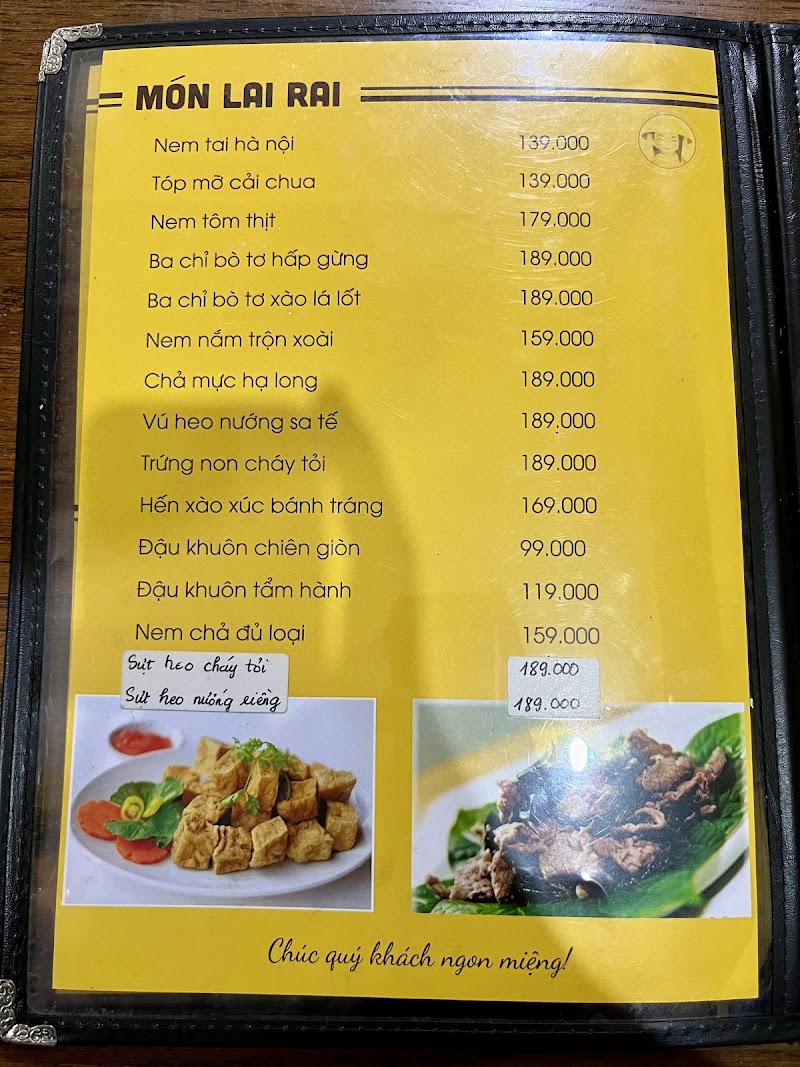 MÓN LAI RAI
Nem tai hà nội 139.000
Tóp mỡ cải chua 139.000
Nem tôm thịt 179.000
Ba chỉ bò tơ hấp gừng 189.000
Ba chỉ bò tơ xào lá lốt 189.000
Nem nắm trộn xoài 159.000
Chả mực hạ long 189.000
Vú heo nướng sa tế 189.000
Trứng non cháy tỏi 189.000
Hến xào xúc bánh tráng 169.000
Đậu khuôn chiên giòn 99.000
Đậu khuôn tẩm hành 119.000
Nem chả đủ loại 159.000
Sụt heo cháy tỏi 189.000
Sụt heo nướng riềng 189.000
Chúc quý khách ngon miệng!